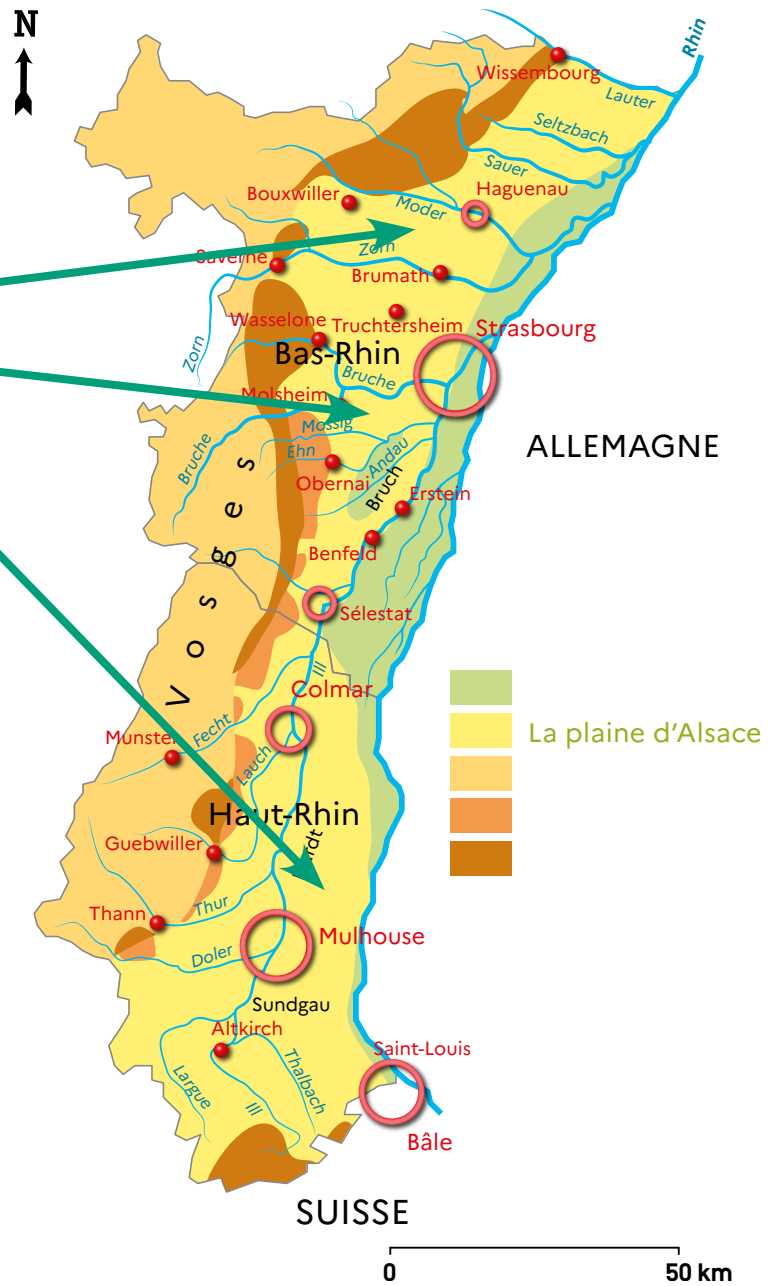 N
Rhin
Wissembourg
Lauter
Seltzbach
Sauer
Haguenau
Bouxwiller
Moder
Zorn
Saverne
Brumath
Wasselone
Truchtersheim
Strasbourg
Zorn
Bas-Rhin
Bruche
Molsheim
Mossig
ALLEMAGNE
Bruche
Ehn
Andau
Obernai
Bruch
Erstein
Benfeld
Vosges
Sélestat
Ill
Colmar
Munster
Fecht
La plaine d'Alsace
Lauch
Haut-Rhin
Guebwiller
Thann
Thur
Mulhouse
Doler
Sundgau
Altkirch
Saint-Louis
Largue
Ill
Thalbach
Bâle
SUISSE
0
50 km